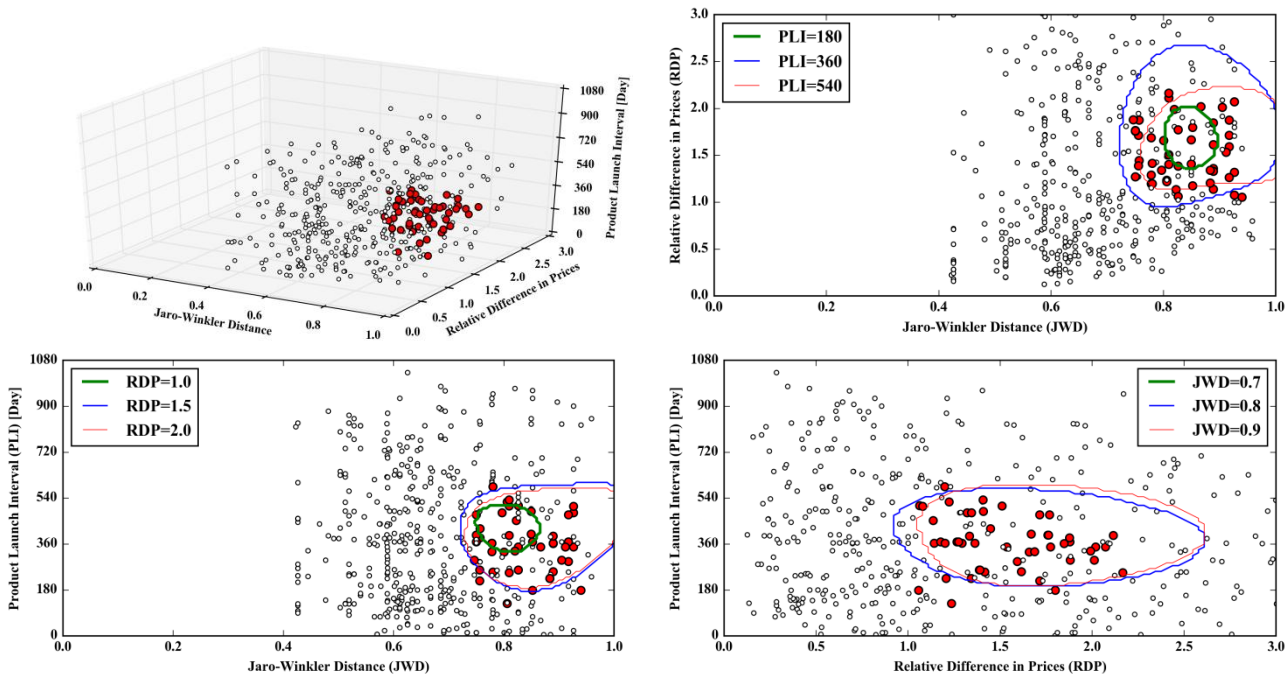 1080
900
720
540
360
180
0
Product Launch Interval [Day]
0.0
0.2
0.4
0.6
0.8
1.0
Jaro-Winkler Distance
0.0
0.5
1.0
1.5
2.0
2.5
3.0
Relative Difference in Prices
PLI=180
PLI=360
PLI=540
3.0
2.5
2.0
1.5
1.0
0.5
0.0
Relative Difference in Prices (RDP)
0.0 0.2 0.4 0.6 0.8 1.0
Jaro-Winkler Distance (JWD)
RDP=1.0
RDP=1.5
RDP=2.0
1080
900
720
540
360
180
0
Product Launch Interval (PLI) [Day]
0.0 0.2 0.4 0.6 0.8 1.0
Jaro-Winkler Distance (JWD)
JWD=0.7
JWD=0.8
JWD=0.9
1080
900
720
540
360
180
0
Product Launch Interval (PLI) [Day]
0.0 0.5 1.0 1.5 2.0 2.5 3.0
Relative Difference in Prices (RDP)